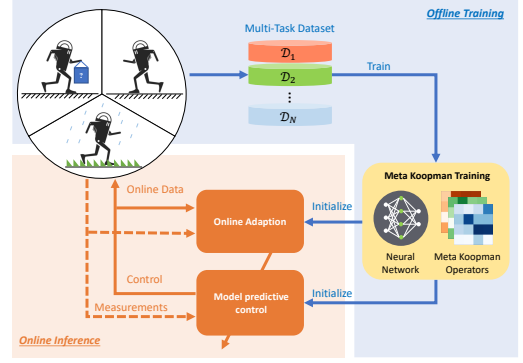 Offline Training
Multi-Task Dataset
D₁
D₂
⋮
D_N
Train
?
Meta Koopman Training
Neural
Network
Meta Koopman
Operators
Online Data
Online Adaption
Initialize
Control
Model predictive
control
Initialize
Measurements
Online Inference